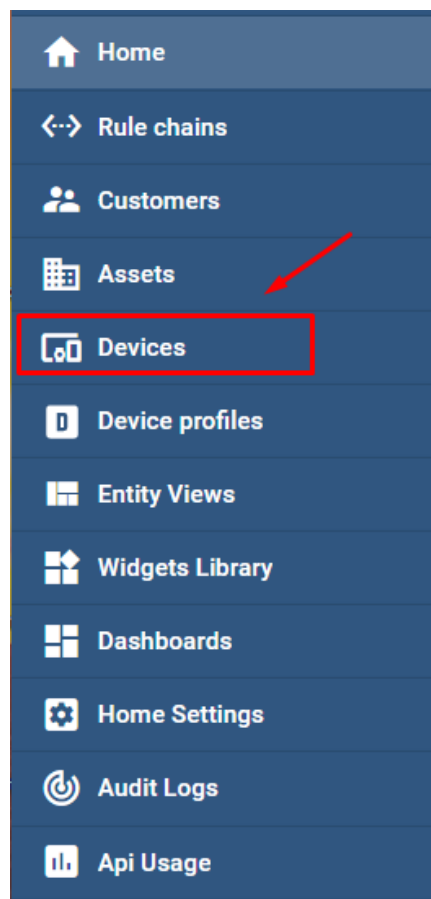 Home
Rule chains
Customers
Assets
Devices
D Device profiles
Entity Views
Widgets Library
Dashboards
Home Settings
Audit Logs
Api Usage